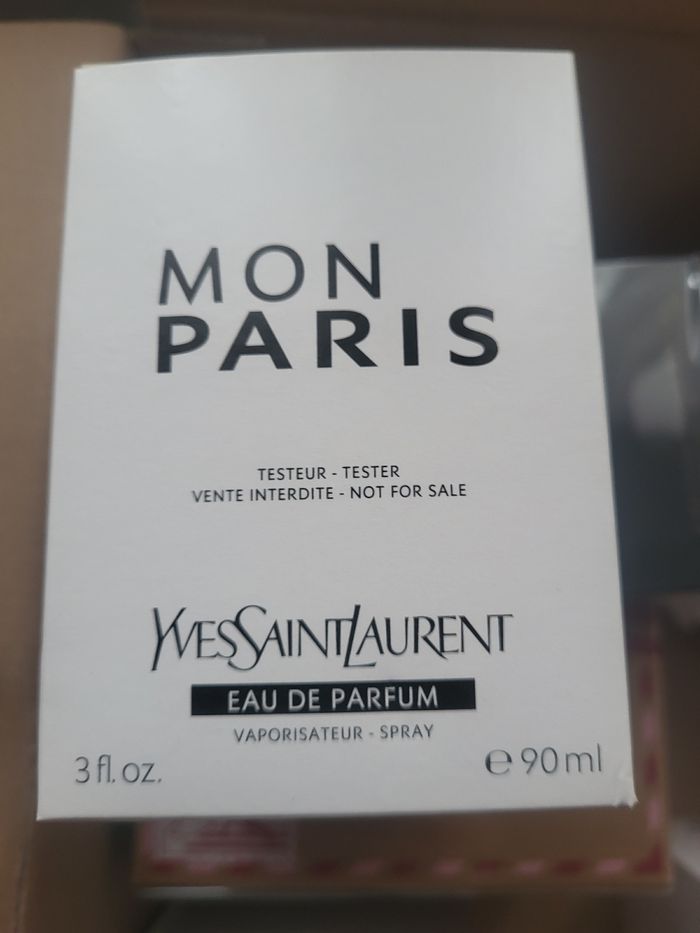 MON
PARIS
TESTEUR - TESTER
VENTE INTERDITE - NOT FOR SALE
YVESSAINTLAURENT
EAU DE PARFUM
VAPORISATEUR - SPRAY
3 fl. oz.
℮ 90 ml